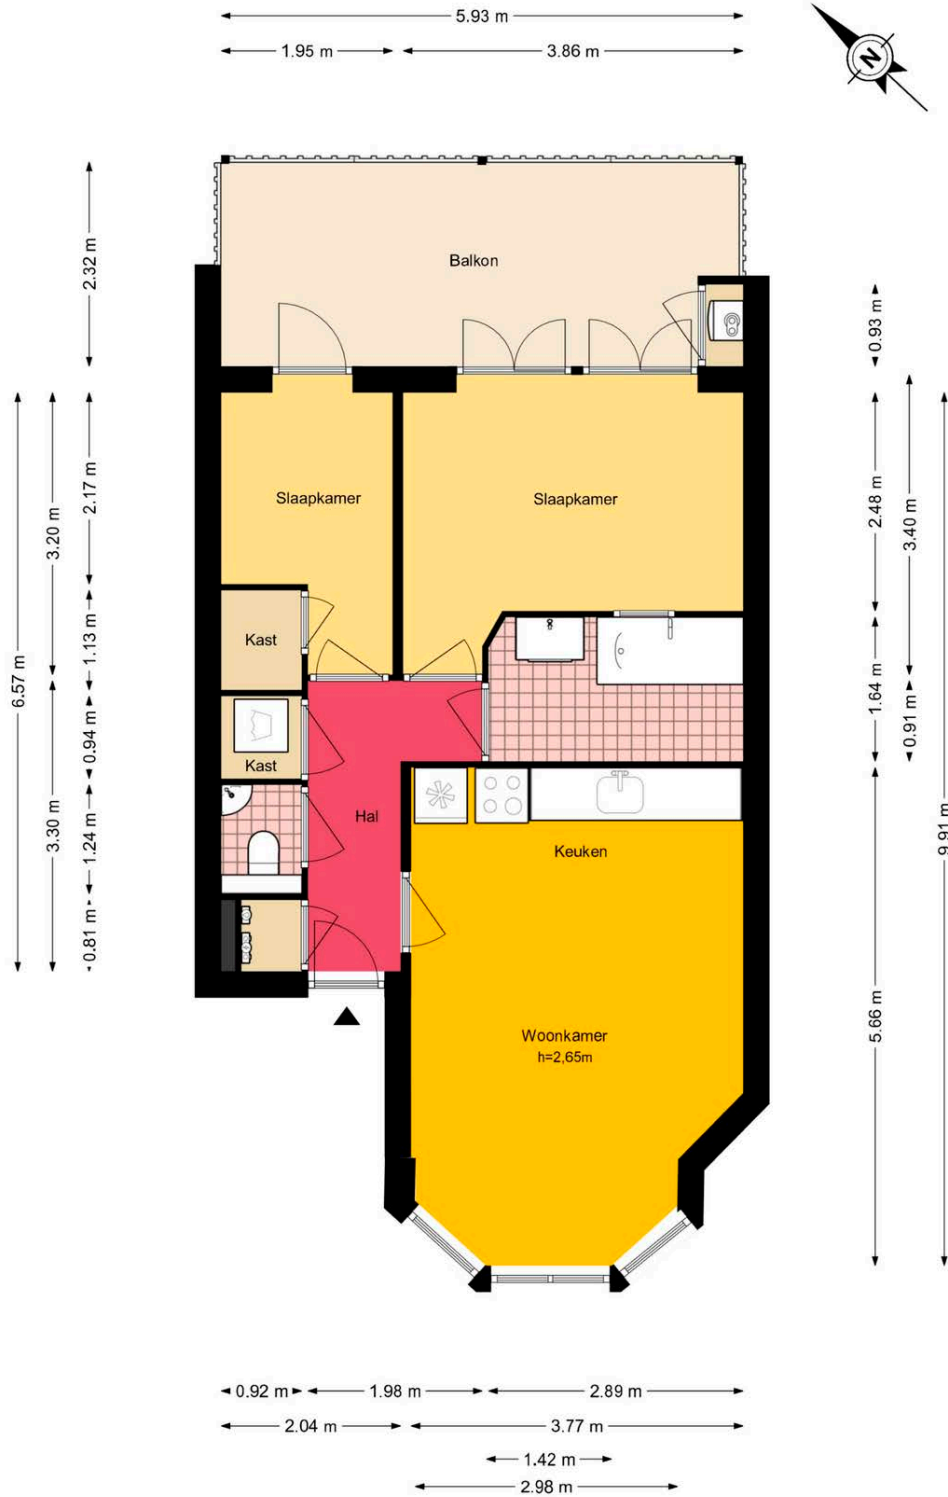 5.93 m
1.95 m
3.86 m
N
2.32 m
Balkon
0.93 m
6.57 m
3.20 m
2.17 m
Slaapkamer
Slaapkamer
2.48 m
3.40 m
9.91 m
1.13 m
Kast
1.64 m
0.91 m
0.94 m
Kast
3.30 m
1.24 m
Hal
Keuken
0.81 m
5.66 m
Woonkamer
h=2,65m
0.92 m
1.98 m
2.89 m
2.04 m
3.77 m
1.42 m
2.98 m